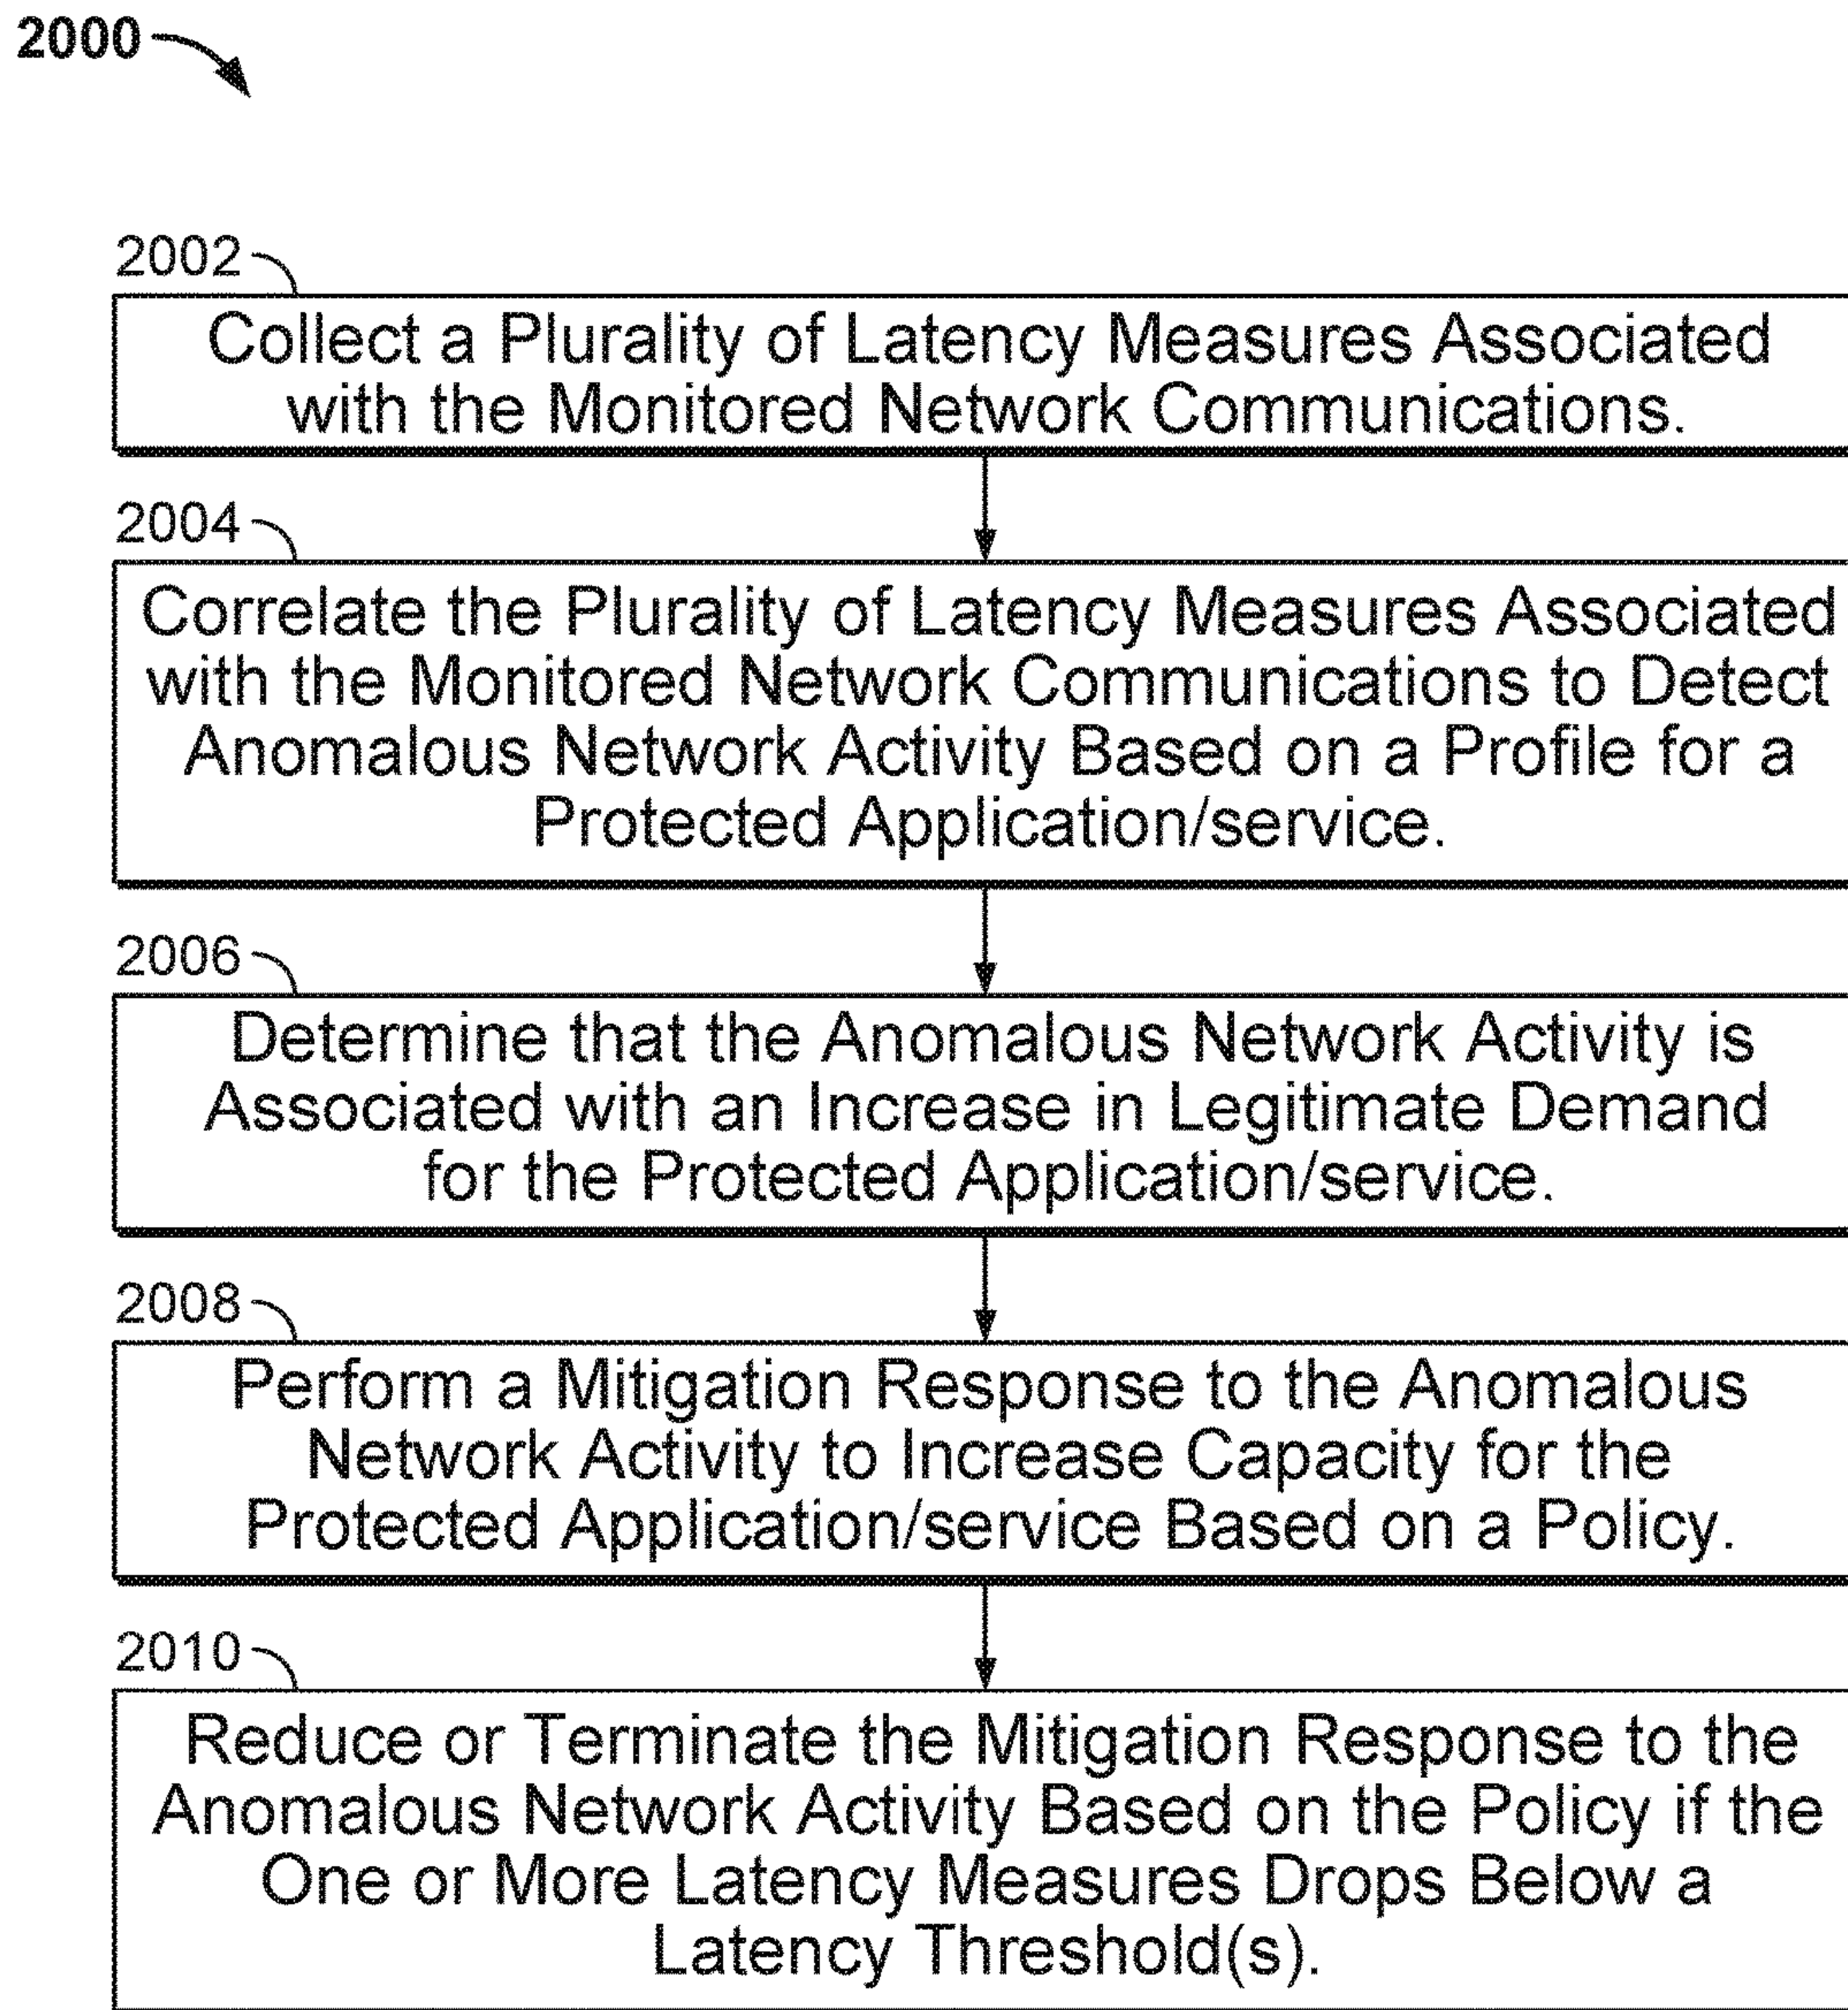 2000
2002
Collect a Plurality of Latency Measures Associated
with the Monitored Network Communications.
2004
Correlate the Plurality of Latency Measures Associated
with the Monitored Network Communications to Detect
Anomalous Network Activity Based on a Profile for a
Protected Application/service.
2006
Determine that the Anomalous Network Activity is
Associated with an Increase in Legitimate Demand
for the Protected Application/service.
2008
Perform a Mitigation Response to the Anomalous
Network Activity to Increase Capacity for the
Protected Application/service Based on a Policy.
2010
Reduce or Terminate the Mitigation Response to the
Anomalous Network Activity Based on the Policy if the
One or More Latency Measures Drops Below a
Latency Threshold(s).